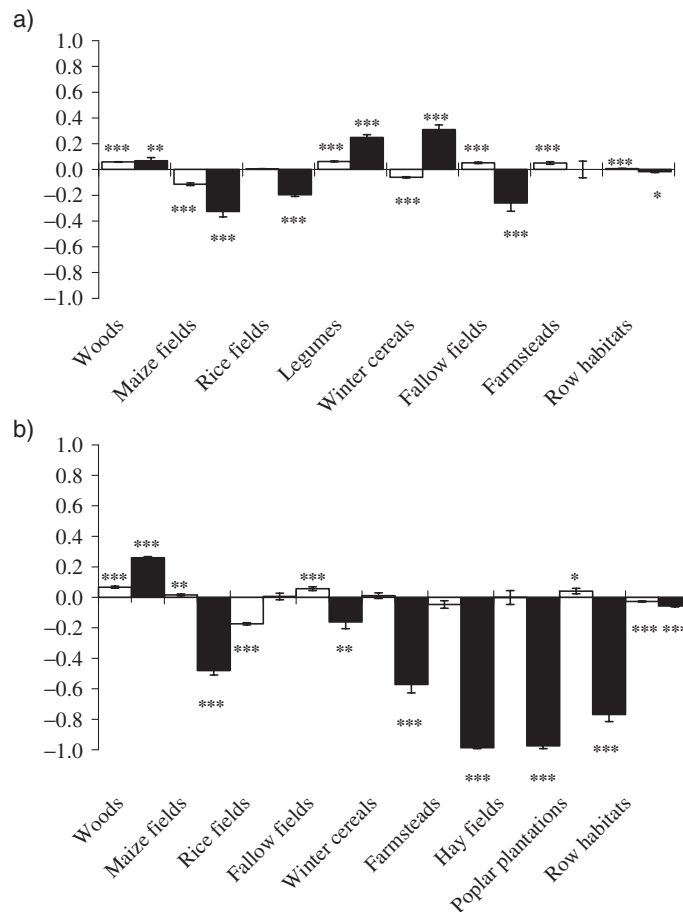 a)
1.0
0.8
0.6
0.4
0.2
0.0
−0.2
−0.4
−0.6
−0.8
−1.0
*** ** *** *** *** *** *** ***
*** *** *** *** *** *
Woods
Maize fields
Rice fields
Legumes
Winter cereals
Fallow fields
Farmsteads
Row habitats
b)
1.0
0.8
0.6
0.4
0.2
0.0
−0.2
−0.4
−0.6
−0.8
−1.0
*** *** ** *** *
*** *** ** *** *** *** *** *** ***
Woods
Maize fields
Rice fields
Fallow fields
Winter cereals
Farmsteads
Hay fields
Poplar plantations
Row habitats